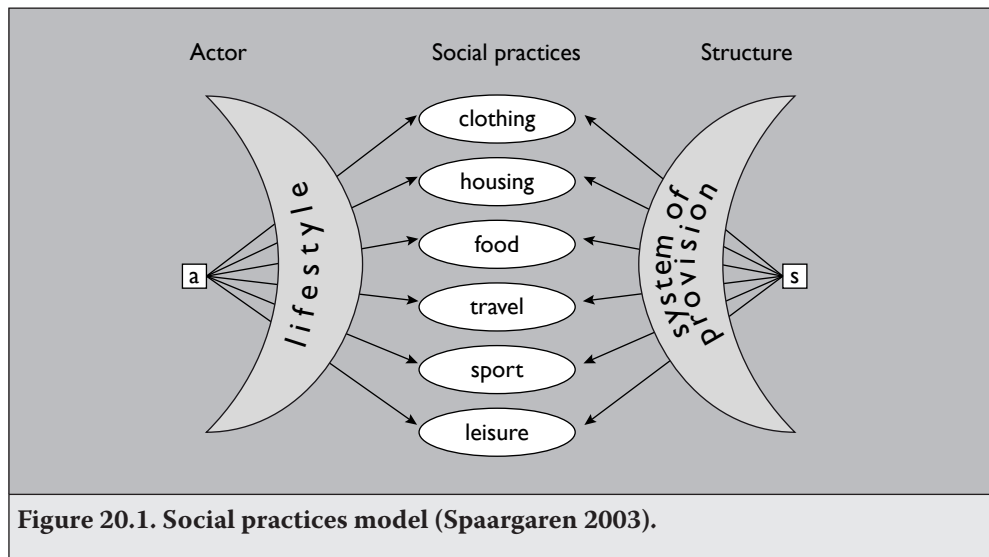 Actor Social practices Structure
clothing
housing
food
travel
sport
leisure
a
lifestyle
system of
provision
s
Figure 20.1. Social practices model (Spaargaren 2003).